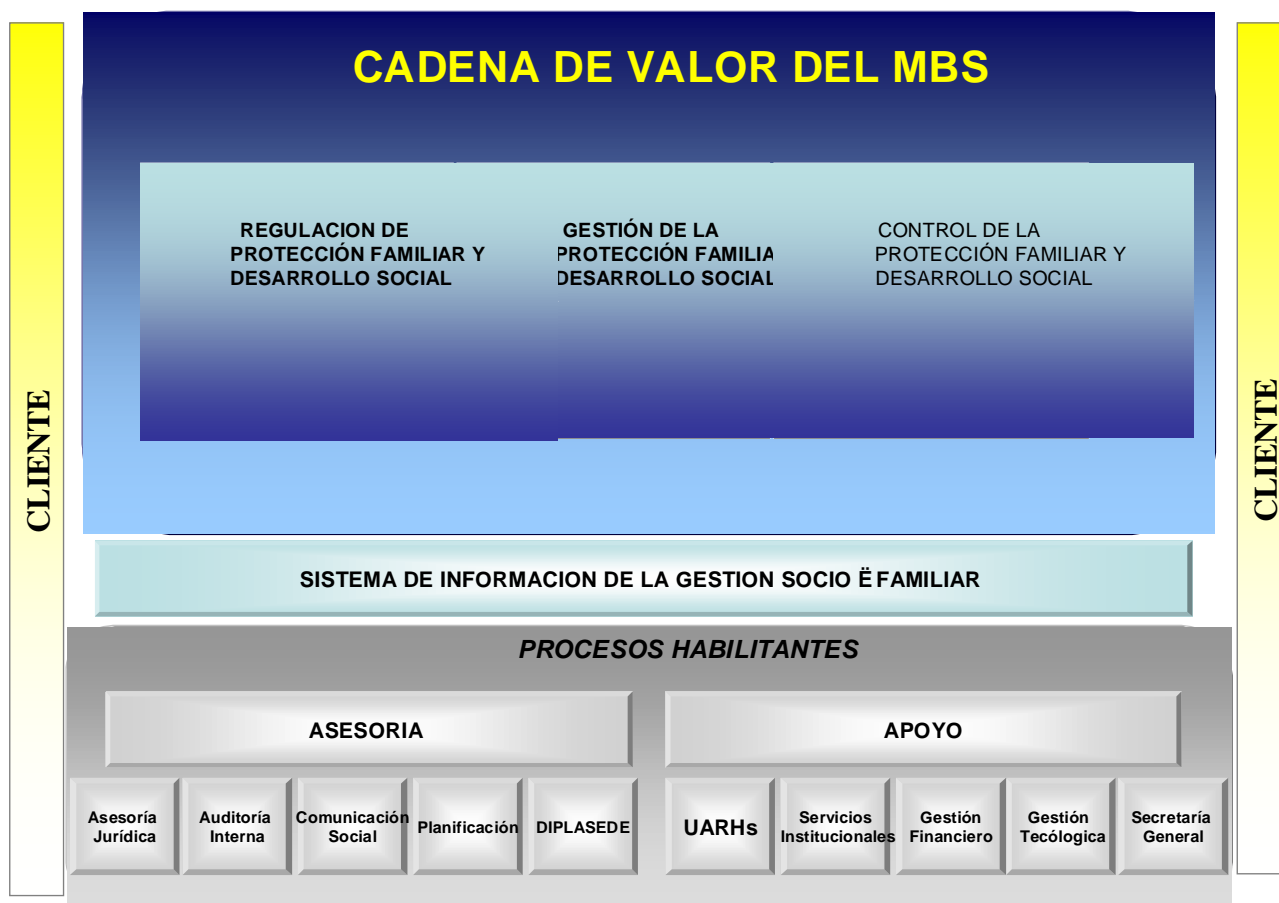 CADENA DE VALOR DEL MBS
CLIENTE
REGULACION DE
PROTECCIÓN FAMILIAR Y
DESARROLLO SOCIAL
GESTIÓN DE LA
PROTECCIÓN FAMILIA
DESARROLLO SOCIAL
CONTROL DE LA
PROTECCIÓN FAMILIAR Y
DESARROLLO SOCIAL
CLIENTE
SISTEMA DE INFORMACION DE LA GESTION SOCIO Ë FAMILIAR
PROCESOS HABILITANTES
ASESORIA
APOYO
Asesoría
Jurídica
Auditoría
Interna
Comunicación
Social
Planificación
DIPLASEDE
UARHs
Servicios
Institucionales
Gestión
Financiero
Gestión
Tecólogica
Secretaría
General